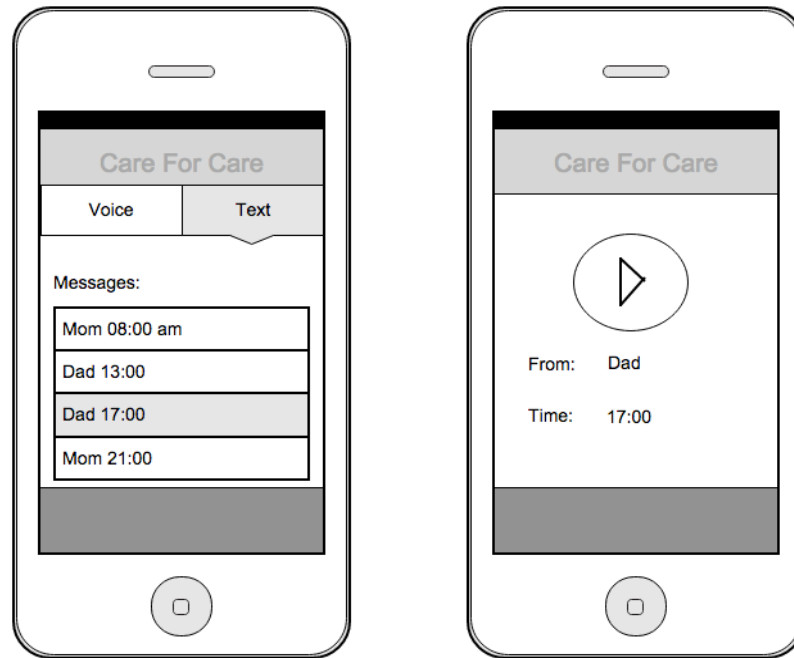 Care For Care
Voice Text
Messages:
Mom 08:00 am
Dad 13:00
Dad 17:00
Mom 21:00
Care For Care
From: Dad
Time: 17:00